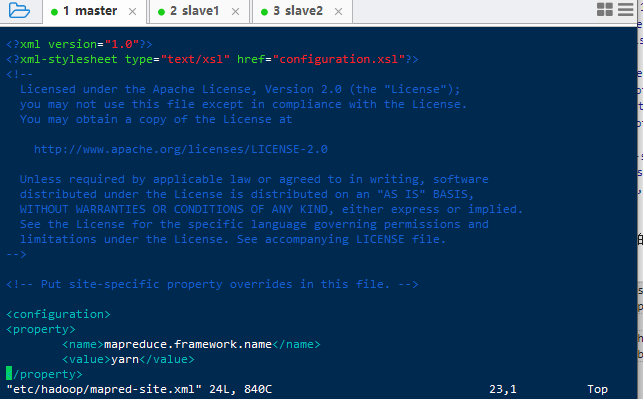 1 master × 2 slave1 × 3 slave2 ×
<?xml version="1.0"?>
<?xml-stylesheet type="text/xsl" href="configuration.xsl"?>
<!--
  Licensed under the Apache License, Version 2.0 (the "License");
  you may not use this file except in compliance with the License.
  You may obtain a copy of the License at

    http://www.apache.org/licenses/LICENSE-2.0

  Unless required by applicable law or agreed to in writing, software
  distributed under the License is distributed on an "AS IS" BASIS,
  WITHOUT WARRANTIES OR CONDITIONS OF ANY KIND, either express or implied.
  See the License for the specific language governing permissions and
  limitations under the License. See accompanying LICENSE file.
-->

<!-- Put site-specific property overrides in this file. -->

<configuration>
<property>
        <name>mapreduce.framework.name</name>
        <value>yarn</value>
</property>
"etc/hadoop/mapred-site.xml" 24L, 840C 23,1 Top